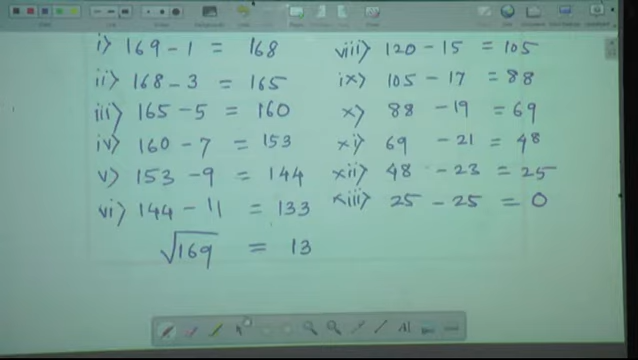 i) 169 - 1 = 168
ii) 168 - 3 = 165
iii) 165 - 5 = 160
iv) 160 - 7 = 153
v) 153 - 9 = 144
vi) 144 - 11 = 133
viii) 120 - 15 = 105
ix) 105 - 17 = 88
x) 88 - 19 = 69
xi) 69 - 21 = 48
xii) 48 - 23 = 25
xiii) 25 - 25 = 0
√169 = 13